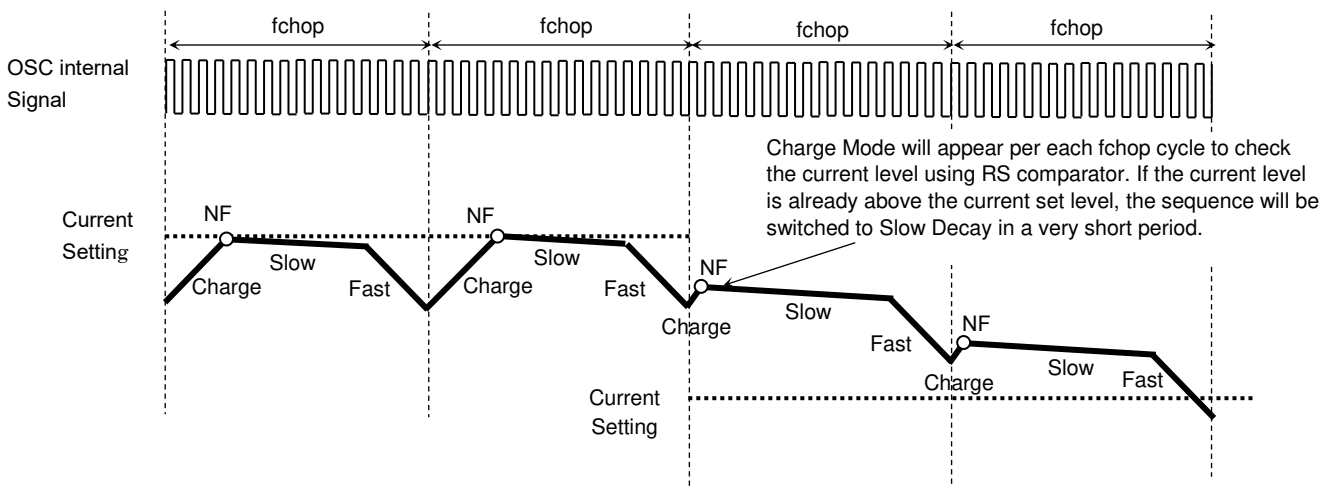 fchop
fchop
fchop
fchop
OSC internal
Signal
Charge Mode will appear per each fchop cycle to check
the current level using RS comparator. If the current level
is already above the current set level, the sequence will be
switched to Slow Decay in a very short period.
Current
Setting
NF
Charge
Slow
Fast
NF
Charge
Slow
Fast
NF
Charge
Slow
Fast
NF
Charge
Slow
Fast
Current
Setting